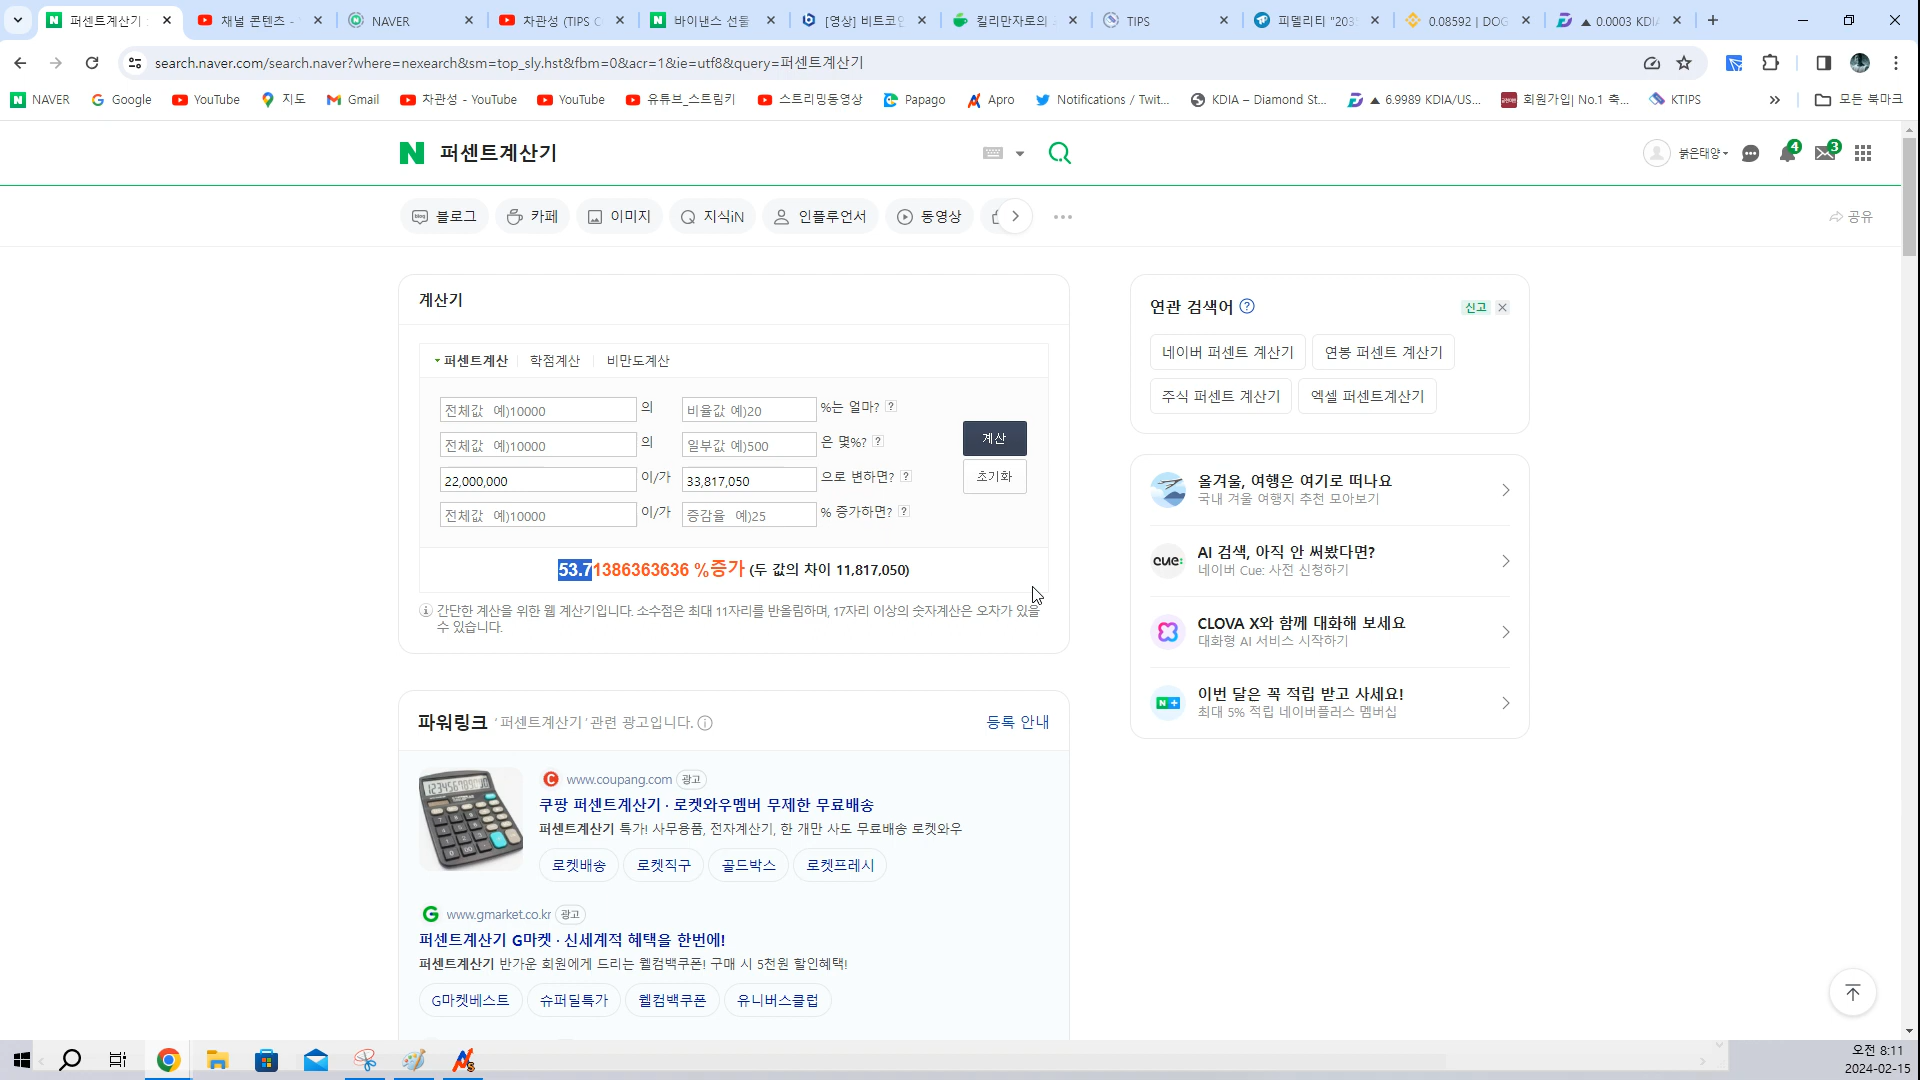 퍼센트계산기
채널 콘텐츠 -
NAVER
차관성 (TIPS
바이낸스 선물
[영상] 비트코인
킬리만자로의
TIPS
피델리티 "203
0.08592 | DOG
▲ 0.0003 KDIA
search.naver.com/search.naver?where=nexearch&sm=top_sly.hst&fbm=0&acr=1&ie=utf8&query=퍼센트계산기
NAVER
Google
YouTube
지도
Gmail
차관성 - YouTube
YouTube
유튜브_스트림키
스트리밍동영상
Papago
Apro
Notifications / Twit...
KDIA – Diamond St...
▲ 6.9989 KDIA/US...
회원가입| No.1 축...
KTIPS
»
모든 북마크
N 퍼센트계산기
붉은태양
4
3
블로그
카페
이미지
지식iN
인플루언서
동영상
공유
계산기
퍼센트계산
학점계산
비만도계산
전체값 예)10000 의 비율값 예)20 %는 얼마? ?
전체값 예)10000 의 일부값 예)500 은 몇%? ?
22,000,000 이/가 33,817,050 으로 변하면? ?
전체값 예)10000 이/가 증감율 예)25 % 증가하면? ?
계산
초기화
53.71386363636 %증가 (두 값의 차이 11,817,050)
간단한 계산을 위한 웹 계산기입니다. 소수점은 최대 11자리를 반올림하며, 17자리 이상의 숫자계산은 오차가 있을
수 있습니다.
파워링크 '퍼센트계산기'관련 광고입니다.
등록 안내
www.coupang.com 광고
쿠팡 퍼센트계산기 · 로켓와우멤버 무제한 무료배송
퍼센트계산기 특가! 사무용품, 전자계산기, 한 개만 사도 무료배송 로켓와우
로켓배송
로켓직구
골드박스
로켓프레시
www.gmarket.co.kr 광고
퍼센트계산기 G마켓 · 신세계적 혜택을 한번에!
퍼센트계산기 반가운 회원에게 드리는 웰컴백쿠폰! 구매 시 5천원 할인혜택!
G마켓베스트
슈퍼딜특가
웰컴백쿠폰
유니버스클럽
연관 검색어 ?
신고
네이버 퍼센트 계산기
연봉 퍼센트 계산기
주식 퍼센트 계산기
엑셀 퍼센트계산기
올겨울, 여행은 여기로 떠나요
국내 겨울 여행지 추천 모아보기
cue:
AI 검색, 아직 안 써봤다면?
네이버 Cue: 사전 신청하기
CLOVA X와 함께 대화해 보세요
대화형 AI 서비스 시작하기
N +
이번 달은 꼭 적립 받고 사세요!
최대 5% 적립 네이버플러스 멤버십
오전 8:11
2024-02-15